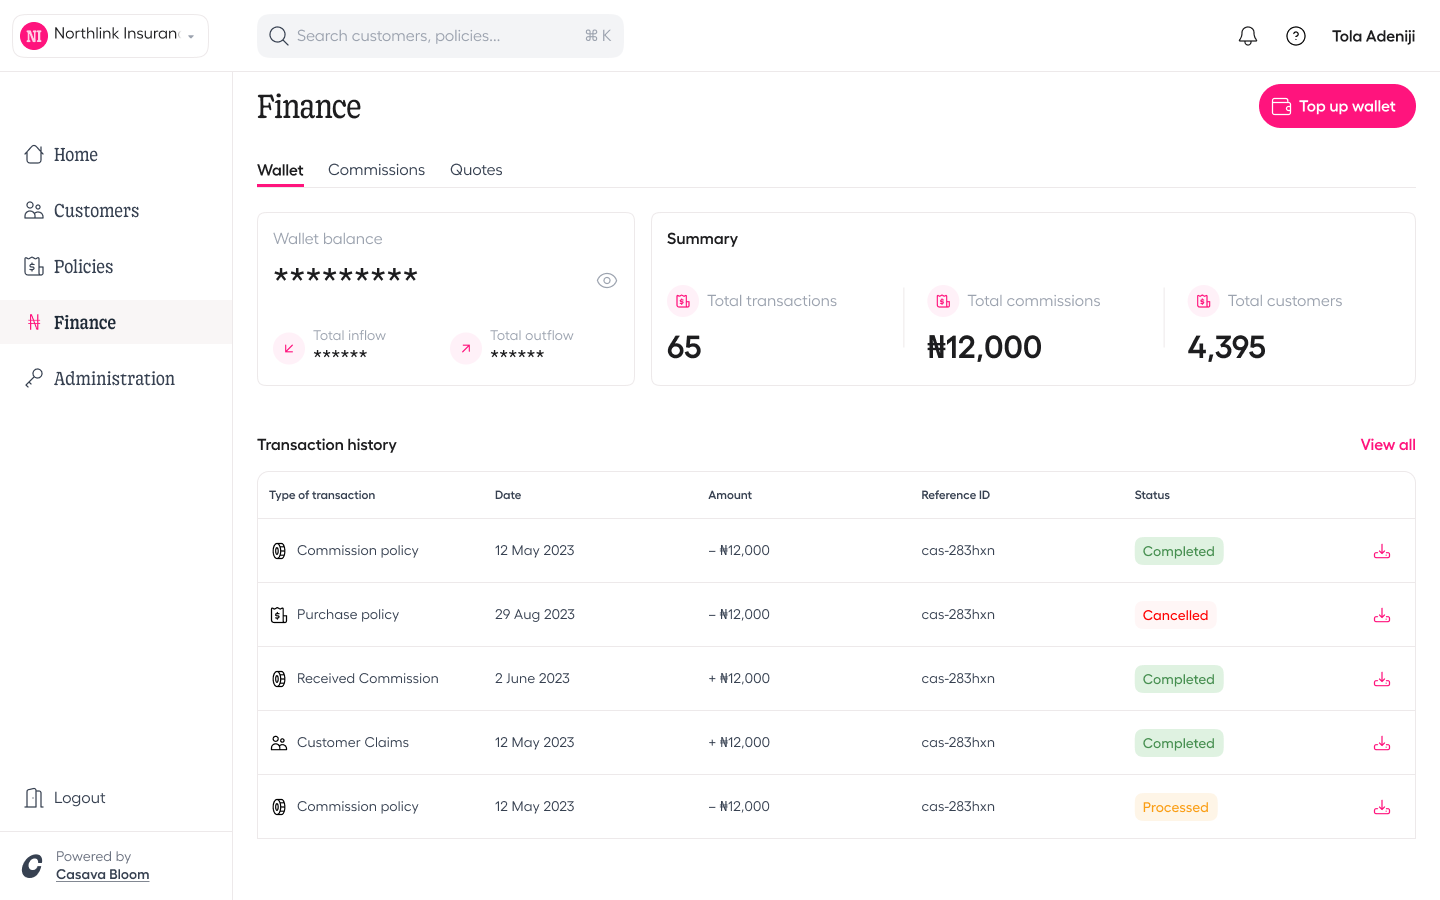 NI Northlink Insuran
Search customers, policies... ⌘ K
Tola Adeniji
Home
Customers
Policies
Finance
Administration
Logout
Powered by
Casava Bloom
Finance
Top up wallet
Wallet Commissions Quotes
Wallet balance
*********
Total inflow
******
Total outflow
******
Summary
Total transactions
65
Total commissions
₦12,000
Total customers
4,395
Transaction history
View all
Type of transaction Date Amount Reference ID Status
Commission policy 12 May 2023 – ₦12,000 cas-283hxn Completed
Purchase policy 29 Aug 2023 – ₦12,000 cas-283hxn Cancelled
Received Commission 2 June 2023 + ₦12,000 cas-283hxn Completed
Customer Claims 12 May 2023 + ₦12,000 cas-283hxn Completed
Commission policy 12 May 2023 – ₦12,000 cas-283hxn Processed